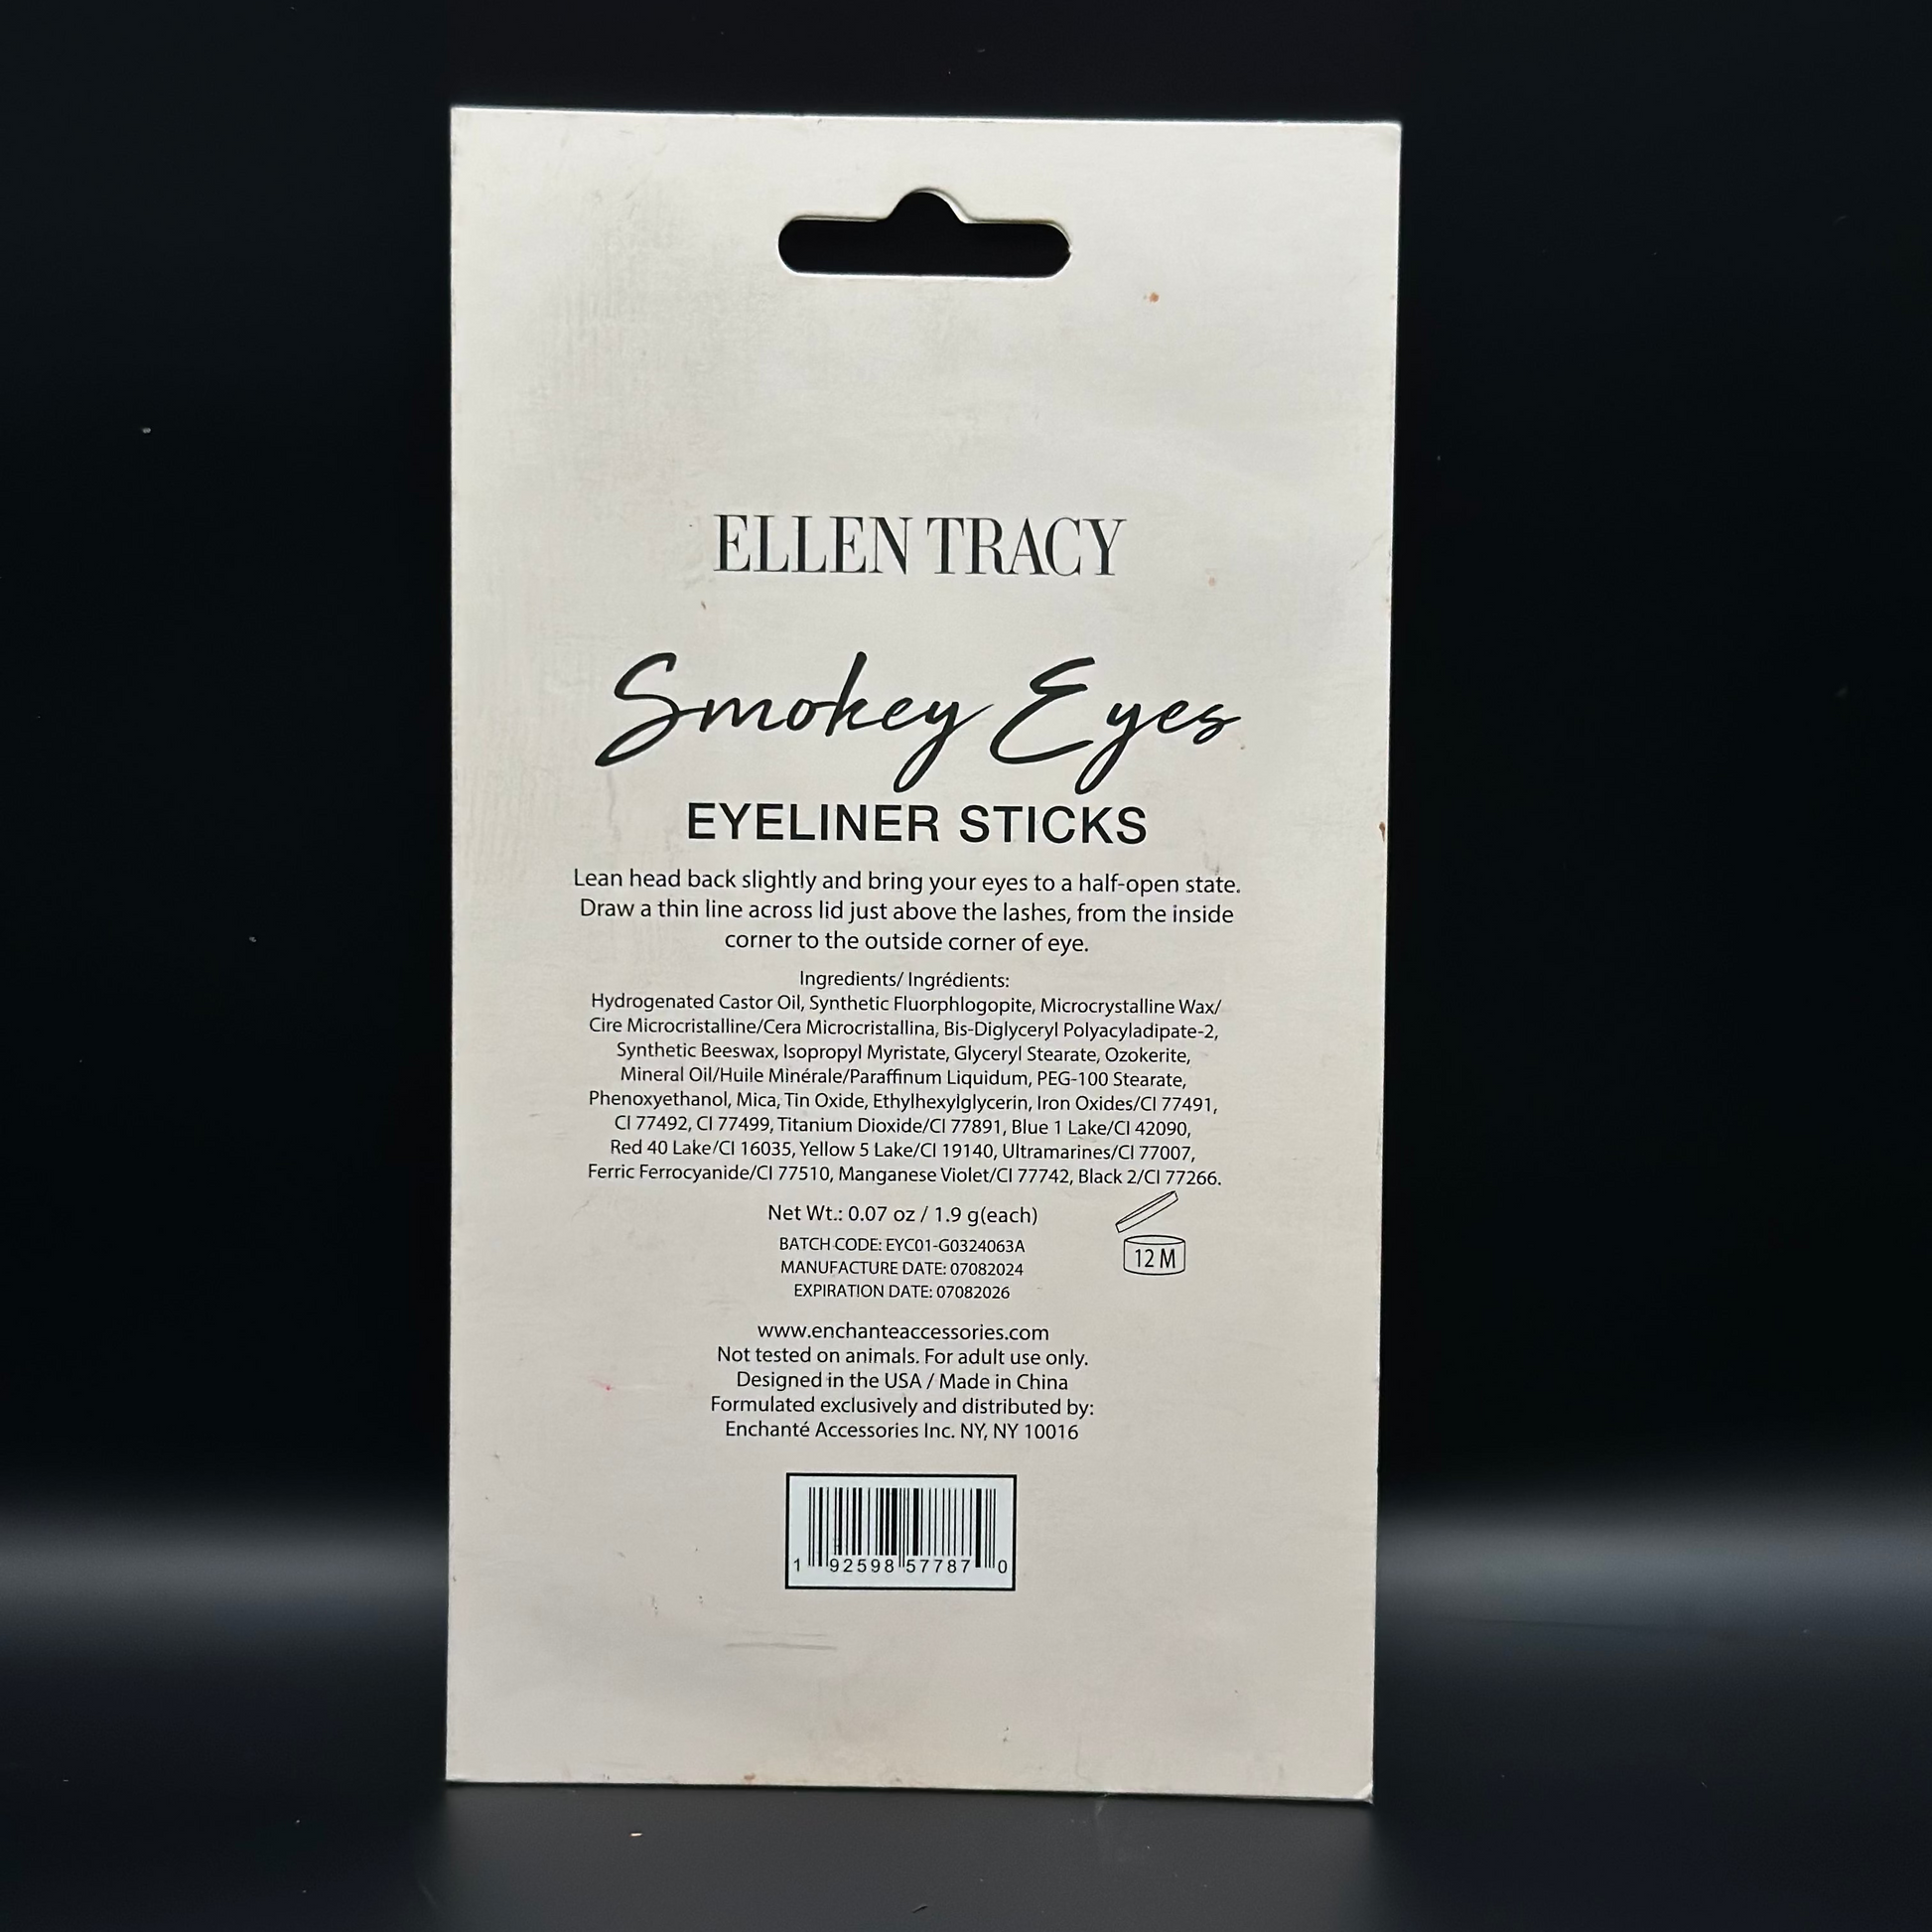 ELLEN TRACY
Smokey Eyes
EYELINER STICKS
Lean head back slightly and bring your eyes to a half-open state.
Draw a thin line across lid just above the lashes, from the inside
corner to the outside corner of eye.
Ingredients/ Ingrédients:
Hydrogenated Castor Oil, Synthetic Fluorphlogopite, Microcrystalline Wax/
Cire Microcristalline/Cera Microcristallina, Bis-Diglyceryl Polyacyladipate-2,
Synthetic Beeswax, Isopropyl Myristate, Glyceryl Stearate, Ozokerite,
Mineral Oil/Huile Minérale/Paraffinum Liquidum, PEG-100 Stearate,
Phenoxyethanol, Mica, Tin Oxide, Ethylhexylglycerin, Iron Oxides/CI 77491,
CI 77492, CI 77499, Titanium Dioxide/CI 77891, Blue 1 Lake/CI 42090,
Red 40 Lake/CI 16035, Yellow 5 Lake/CI 19140, Ultramarines/CI 77007,
Ferric Ferrocyanide/CI 77510, Manganese Violet/CI 77742, Black 2/CI 77266.
Net Wt.: 0.07 oz / 1.9 g(each)
BATCH CODE: EYC01-G0324063A
MANUFACTURE DATE: 07082024
12 M
EXPIRATION DATE: 07082026
www.enchanteaccessories.com
Not tested on animals. For adult use only.
Designed in the USA / Made in China
Formulated exclusively and distributed by:
Enchanté Accessories Inc. NY, NY 10016
1 92598 57787 0